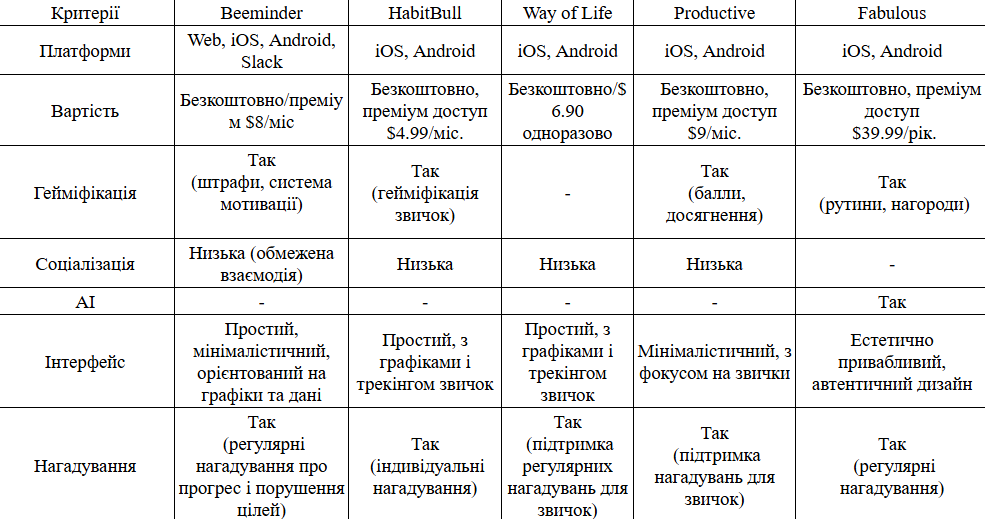 Критерії Beeminder HabitBull Way of Life Productive Fabulous
Платформи
Web, iOS, Android,
Slack
iOS, Android
iOS, Android
iOS, Android
iOS, Android
Вартість
Безкоштовно/преміу
м $8/міс
Безкоштовно,
преміум доступ
$4.99/міс.
Безкоштовно/$
6.90
одноразово
Безкоштовно,
преміум доступ
$9/міс.
Безкоштовно, преміум
доступ
$39.99/рік.
Гейміфікація
Так
(штрафи, система
мотивації)
Так
(гейміфікація
звичок)
-
Так
(балли,
досягнення)
Так
(рутини, нагороди)
Соціалізація
Низька (обмежена
взаємодія)
Низька
Низька
Низька
-
AI - - - - Так
Інтерфейс
Простий,
мінімалістичний,
орієнтований на
графіки та дані
Простий, з
графіками і
трекінгом звичок
Простий, з
графіками і
трекінгом
звичок
Мінімалістичний, з
фокусом на звички
Естетично
привабливий,
автентичний дизайн
Нагадування
Так
(регулярні
нагадування про
прогрес і порушення
цілей)
Так
(індивідуальні
нагадування)
Так
(підтримка
регулярних
нагадувань для
звичок)
Так
(підтримка
нагадувань для
звичок)
Так
(регулярні
нагадування)